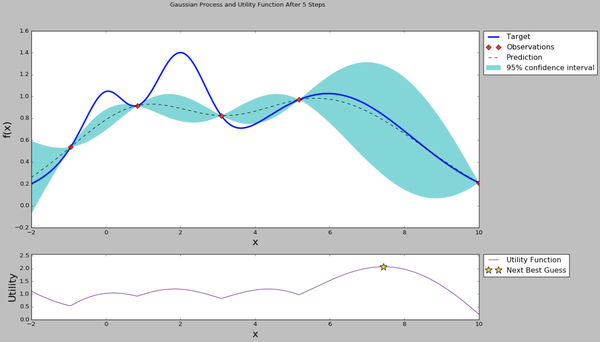 Gaussian Process and Utility Function After 5 Steps
1.6
1.4
1.2
1.0
0.8
0.6
0.4
0.2
0.0
−0.2
f(x)
−2
0
2
4
6
8
10
x
Target
Observations
Prediction
95% confidence interval
2.5
2.0
1.5
1.0
0.5
0.0
Utility
−2
0
2
4
6
8
10
x
Utility Function
Next Best Guess